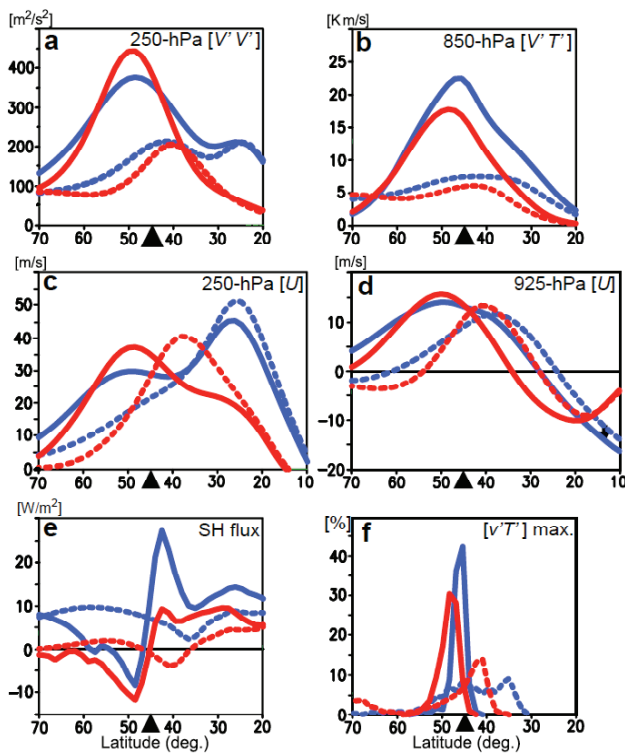 [m²/s²]
a 250-hPa [V' V']
400
300
200
100
0
70 60 50 40 30 20
[K m/s]
b 850-hPa [V' T']
25
20
15
10
5
0
70 60 50 40 30 20
[m/s]
c 250-hPa [U]
50
40
30
20
10
0
70 60 50 40 30 20 10
[m/s]
d 925-hPa [U]
10
0
-10
-20
70 60 50 40 30 20 10
[W/m²]
e SH flux
30
20
10
0
-10
70 60 50 40 30 20
Latitude (deg.)
[%]
f [v'T'] max.
40
30
20
10
0
70 60 50 40 30 20
Latitude (deg.)